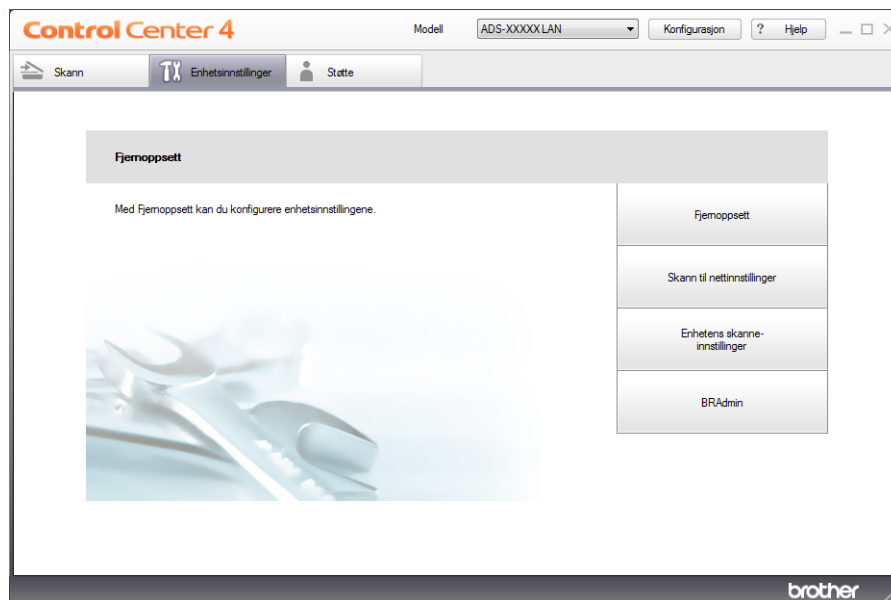 Control Center 4
Modell
ADS-XXXXX LAN
Konfigurasjon
? Hjelp
Skann
Enhetsinnstillinger
Støtte
Fjernoppsett
Med Fjernoppsett kan du konfigurere enhetsinnstillingene.
Fjernoppsett
Skann til nettinnstillinger
Enhetens skanne-
innstillinger
BRAdmin
brother